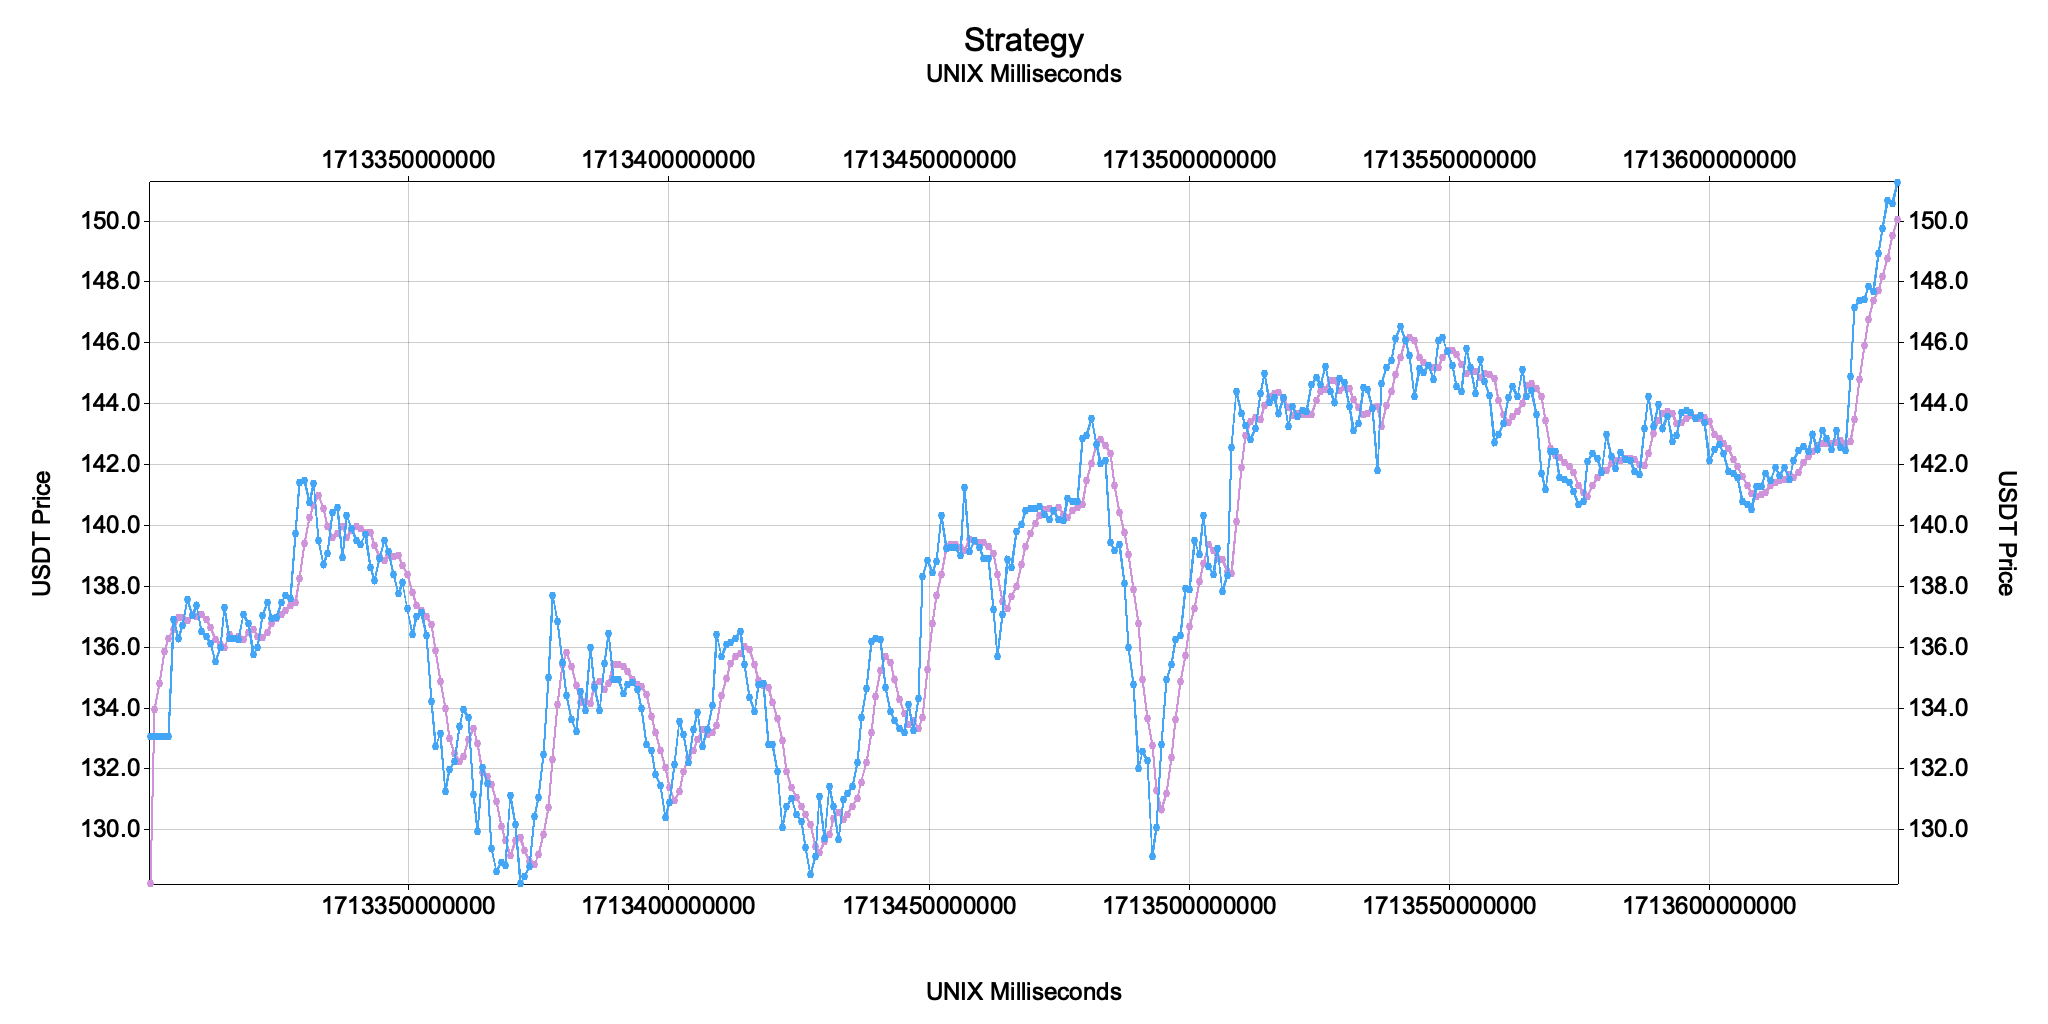 Strategy
UNIX Milliseconds
1713350000000 1713400000000 1713450000000 1713500000000 1713550000000 1713600000000
150.0 150.0
148.0 148.0
146.0 146.0
144.0 144.0
142.0 142.0
140.0 140.0
138.0 138.0
136.0 136.0
134.0 134.0
132.0 132.0
130.0 130.0
USDT Price
USDT Price
1713350000000 1713400000000 1713450000000 1713500000000 1713550000000 1713600000000
UNIX Milliseconds